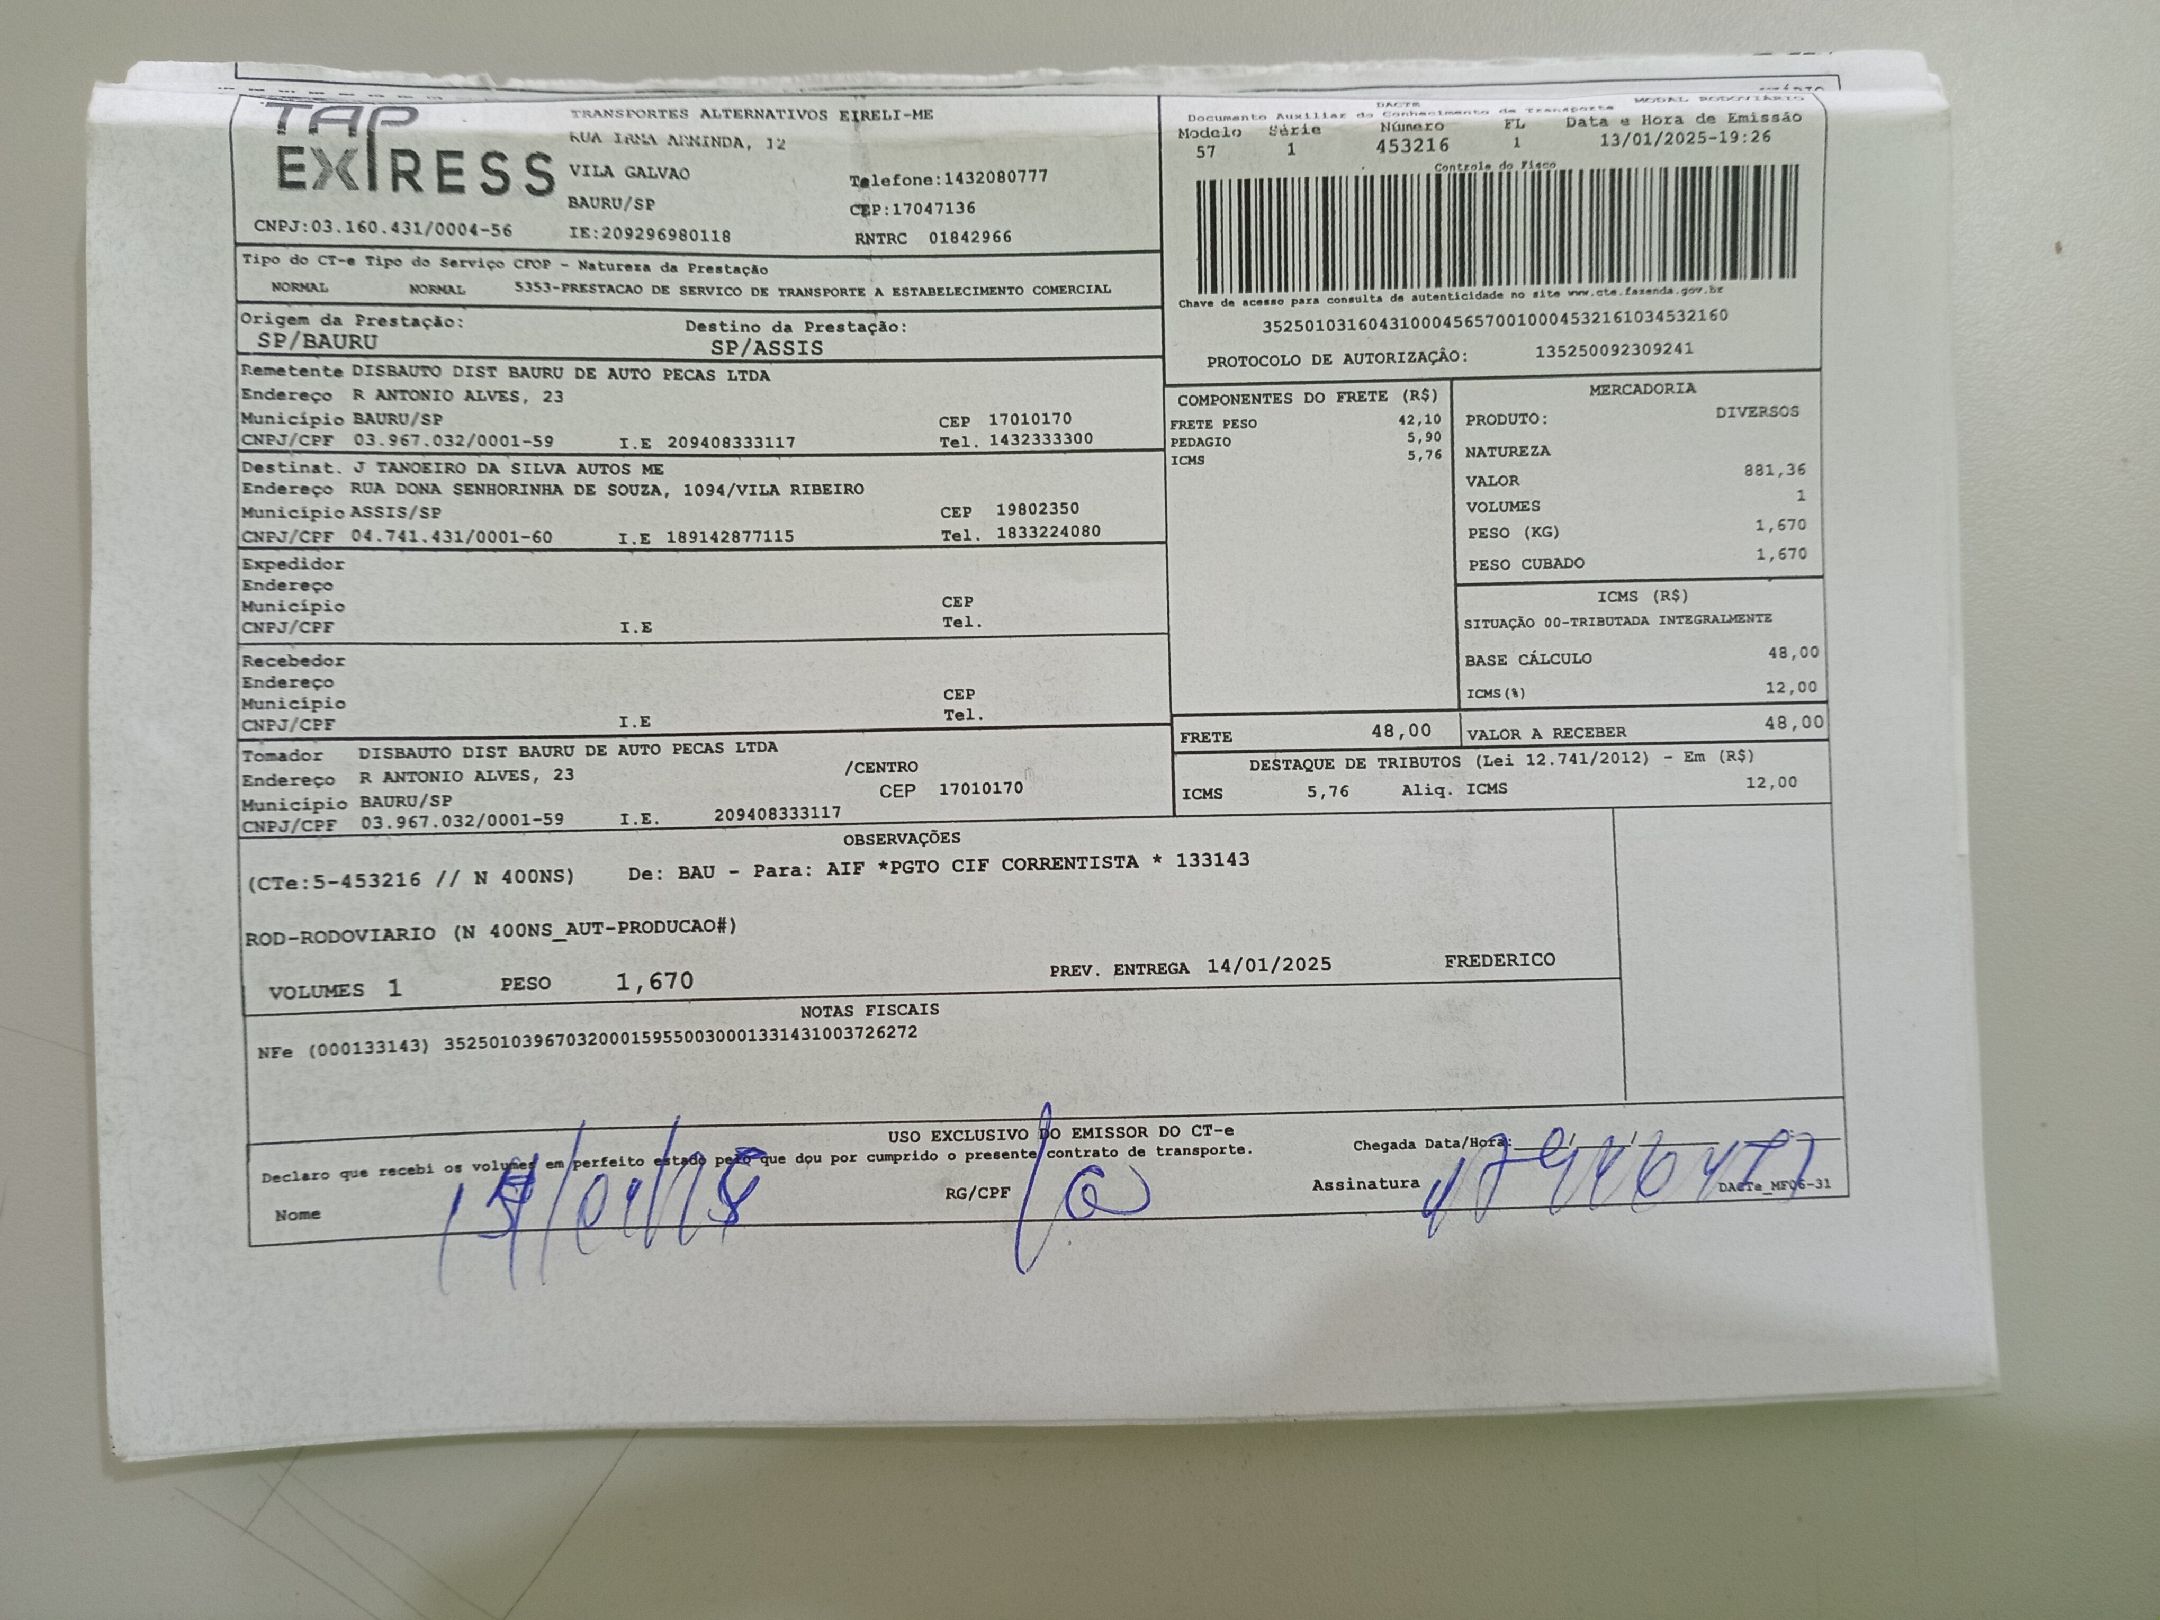 TAP EXPRESS
CNPJ:03.160.431/0004-56
TRANSPORTES ALTERNATIVOS EIRELI-ME
RUA IRMA ARMINDA, 12
VILA GALVAO
Telefone:1432080777
BAURU/SP
CEP:17047136
IE:209296980118
RNTRC 01842966
DACTE
MODAL RODOVIÁRIO
Documento Auxiliar do Conhecimento de Transporte
Modelo Série Número FL Data e Hora de Emissão
57 1 453216 1 13/01/2025-19:26
Controle do Fisco
Chave de acesso para consulta de autenticidade no site www.cte.fazenda.gov.br
35250103160431000456570010004532161034532160
PROTOCOLO DE AUTORIZAÇÃO: 135250092309241
Tipo do CT-e Tipo do Serviço CFOP - Natureza da Prestação
NORMAL NORMAL 5353-PRESTACAO DE SERVICO DE TRANSPORTE A ESTABELECIMENTO COMERCIAL
Origem da Prestação: Destino da Prestação:
SP/BAURU SP/ASSIS
Remetente DISBAUTO DIST BAURU DE AUTO PECAS LTDA
Endereço R ANTONIO ALVES, 23
Município BAURU/SP CEP 17010170
CNPJ/CPF 03.967.032/0001-59 I.E 209408333117 Tel. 1432333300
Destinat. J TANOEIRO DA SILVA AUTOS ME
Endereço RUA DONA SENHORINHA DE SOUZA, 1094/VILA RIBEIRO
Município ASSIS/SP CEP 19802350
CNPJ/CPF 04.741.431/0001-60 I.E 189142877115 Tel. 1833224080
Expedidor
Endereço
Município CEP
CNPJ/CPF I.E Tel.
Recebedor
Endereço
Município CEP
CNPJ/CPF I.E Tel.
Tomador DISBAUTO DIST BAURU DE AUTO PECAS LTDA
Endereço R ANTONIO ALVES, 23 /CENTRO
Município BAURU/SP CEP 17010170
CNPJ/CPF 03.967.032/0001-59 I.E. 209408333117
COMPONENTES DO FRETE (R$)
FRETE PESO 42,10
PEDAGIO 5,90
ICMS 5,76
MERCADORIA
PRODUTO: DIVERSOS
NATUREZA
VALOR 881,36
VOLUMES 1
PESO (KG) 1,670
PESO CUBADO 1,670
ICMS (R$)
SITUAÇÃO 00-TRIBUTADA INTEGRALMENTE
BASE CÁLCULO 48,00
ICMS(%) 12,00
FRETE 48,00 VALOR A RECEBER 48,00
DESTAQUE DE TRIBUTOS (Lei 12.741/2012) - Em (R$)
ICMS 5,76 Aliq. ICMS 12,00
OBSERVAÇÕES
(CTe:5-453216 // N 400NS) De: BAU - Para: AIF *PGTO CIF CORRENTISTA * 133143
ROD-RODOVIARIO (N 400NS_AUT-PRODUCAO#)
VOLUMES 1 PESO 1,670 PREV. ENTREGA 14/01/2025 FREDERICO
NOTAS FISCAIS
NFe (000133143) 35250103967032000159550030001331431003726272
USO EXCLUSIVO DO EMISSOR DO CT-e
Declaro que recebi os volumes em perfeito estado pelo que dou por cumprido o presente contrato de transporte.
Chegada Data/Hora:
Nome RG/CPF Assinatura
DACTe_MF06-31